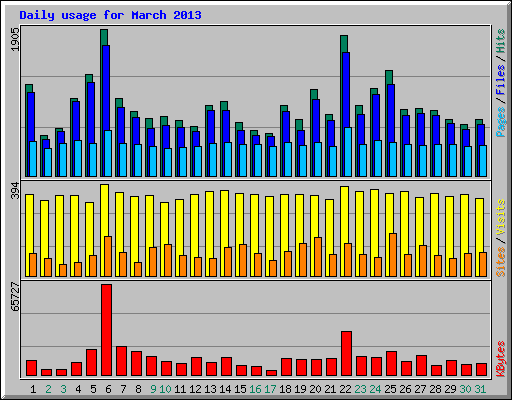 Daily usage for March 2013
1905
Pages / Files / Hits
394
Sites / Visits
65727
KBytes
1 2 3 4 5 6 7 8 9 10 11 12 13 14 15 16 17 18 19 20 21 22 23 24 25 26 27 28 29 30 31